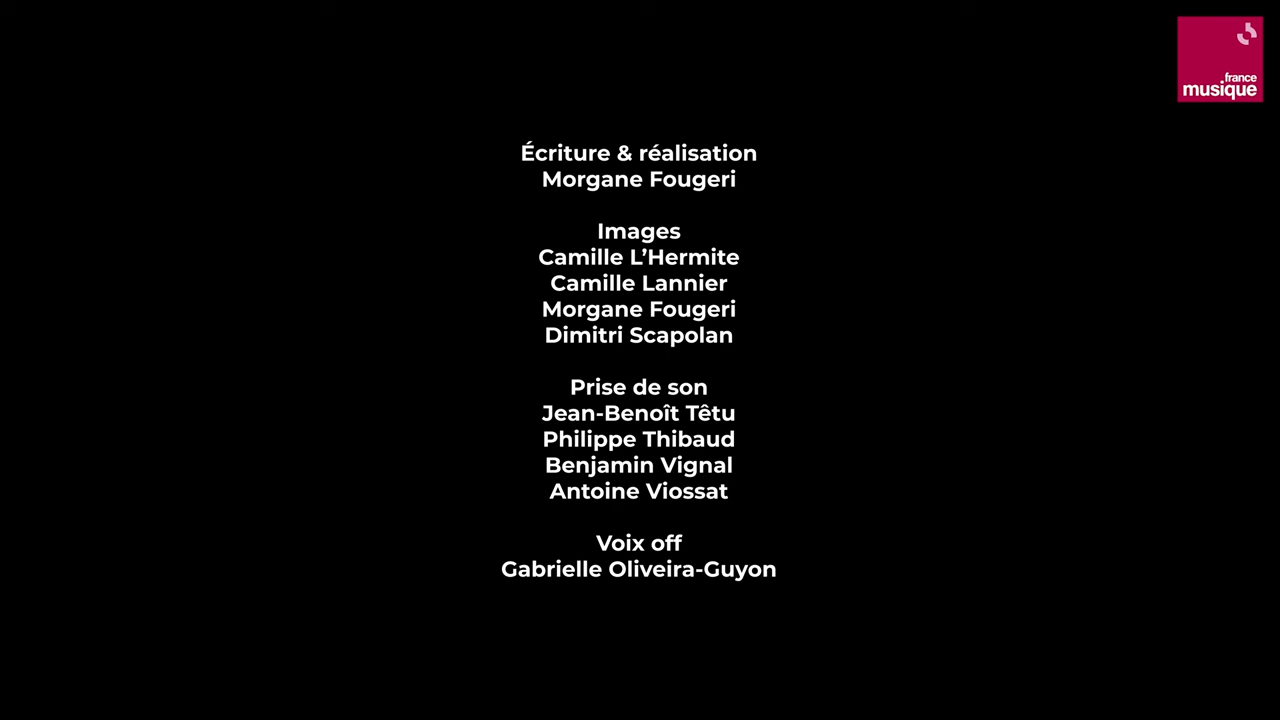 france
musique
Écriture & réalisation
Morgane Fougeri
Images
Camille L’Hermite
Camille Lannier
Morgane Fougeri
Dimitri Scapolan
Prise de son
Jean-Benoît Têtu
Philippe Thibaud
Benjamin Vignal
Antoine Viossat
Voix off
Gabrielle Oliveira-Guyon